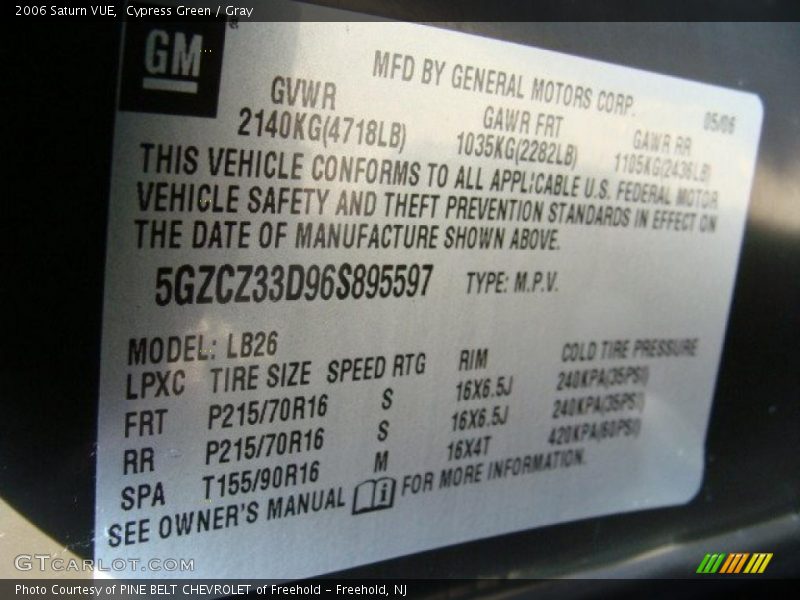 2006 Saturn VUE, Cypress Green / Gray
GM
MFD BY GENERAL MOTORS CORP.
05/06
GVWR GAWR FRT GAWR RR
2140KG(4718LB) 1035KG(2282LB) 1105KG(2436LB)
THIS VEHICLE CONFORMS TO ALL APPLICABLE U.S. FEDERAL MOTOR
VEHICLE SAFETY AND THEFT PREVENTION STANDARDS IN EFFECT ON
THE DATE OF MANUFACTURE SHOWN ABOVE.
5GZCZ33D96S895597 TYPE: M.P.V.
MODEL: LB26
LPXC TIRE SIZE SPEED RTG RIM COLD TIRE PRESSURE
FRT P215/70R16 S 16X6.5J 240KPA(35PSI)
RR P215/70R16 S 16X6.5J 240KPA(35PSI)
SPA T155/90R16 M 16X4T 420KPA(60PSI)
SEE OWNER'S MANUAL FOR MORE INFORMATION.
GTcarlot.com
Photo Courtesy of PINE BELT CHEVROLET of Freehold - Freehold, NJ